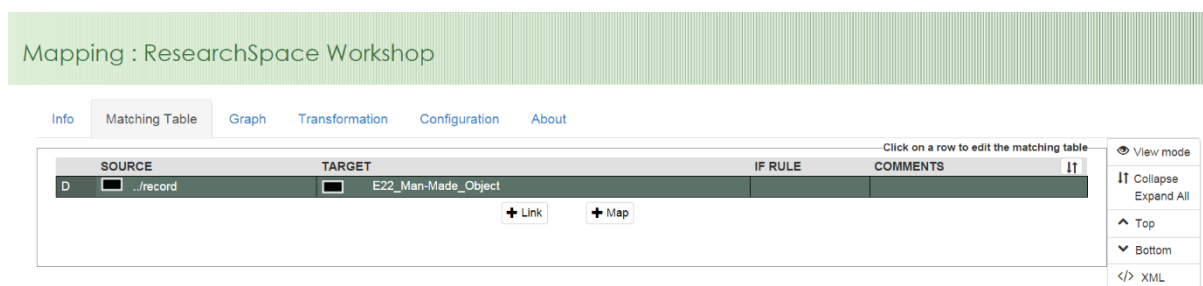 Mapping : ResearchSpace Workshop
Info Matching Table Graph Transformation Configuration About
Click on a row to edit the matching table
SOURCE TARGET IF RULE COMMENTS
D ../record E22_Man-Made_Object
+ Link + Map
View mode
Collapse
Expand All
Top
Bottom
</> XML